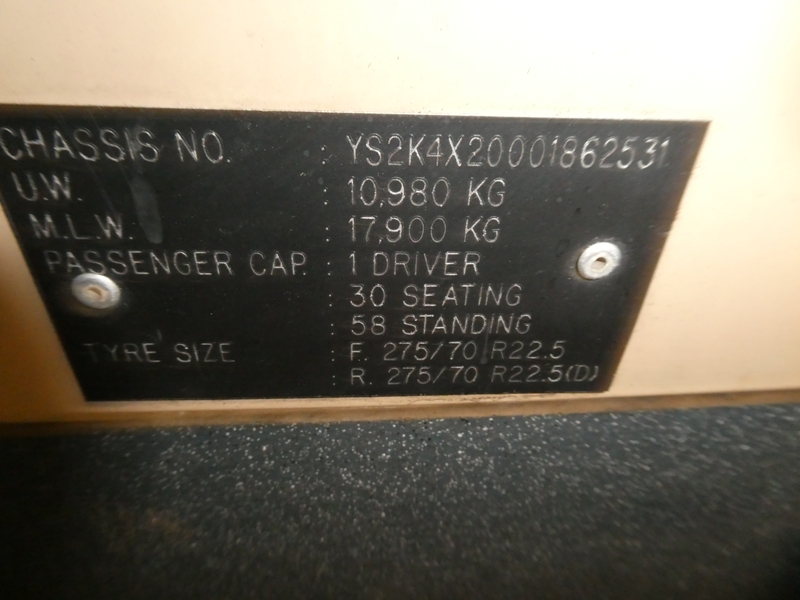 CHASSIS NO. : YS2K4X20001862531
U.W. : 10,980 KG
M.L.W. : 17,900 KG
PASSENGER CAP. : 1 DRIVER
: 30 SEATING
: 58 STANDING
TYRE SIZE : F. 275/70 R22.5
: R. 275/70 R22.5(D)